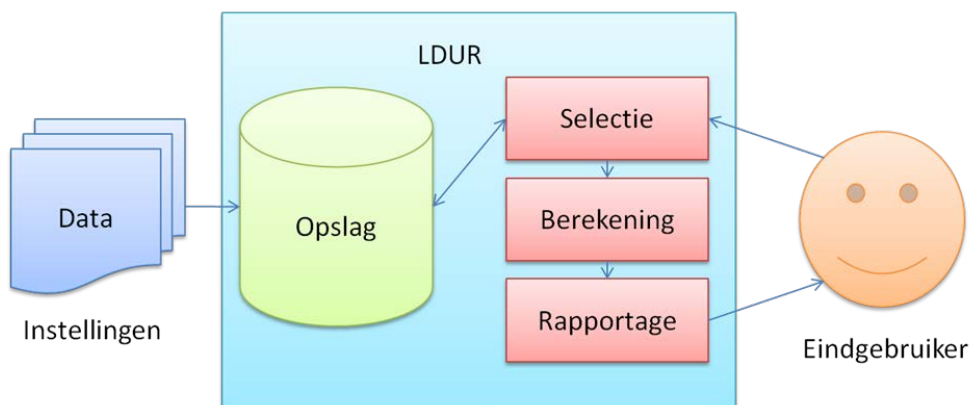 LDUR
Data
Instellingen
Opslag
Selectie
Berekening
Rapportage
Eindgebruiker